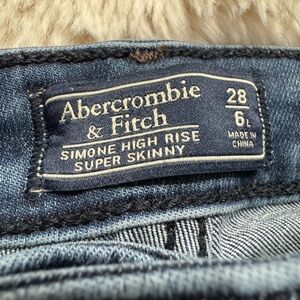 Abercrombie
& Fitch
SIMONE HIGH RISE
SUPER SKINNY
28
6L
MADE IN
CHINA